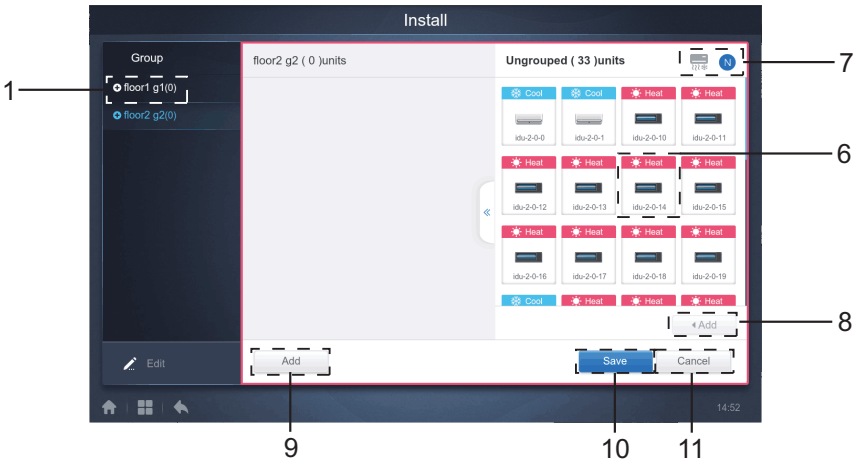 Install
Group
floor2 g2 ( 0 )units
Ungrouped ( 33 )units
N
7
1
floor1 g1(0)
floor2 g2(0)
Cool Cool Heat Heat
idu-2-0-0 idu-2-0-1 idu-2-0-10 idu-2-0-11
6
Heat Heat Heat Heat
idu-2-0-12 idu-2-0-13 idu-2-0-14 idu-2-0-15
«
Heat Heat Heat Heat
idu-2-0-16 idu-2-0-17 idu-2-0-18 idu-2-0-19
Cool Heat Heat Heat
Add
8
Edit
Add
Save
Cancel
14:52
9
10
11